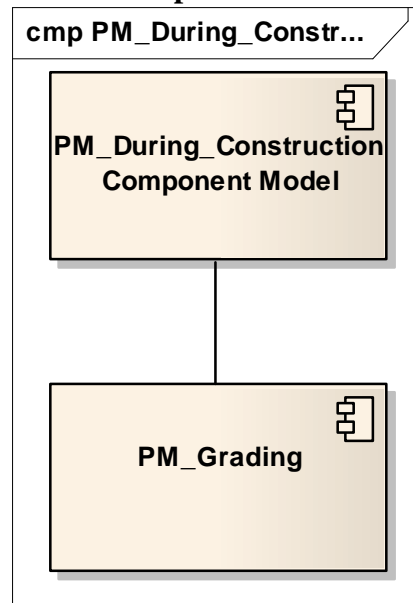 cmp PM_During_Constr...
PM_During_Construction
Component Model
PM_Grading